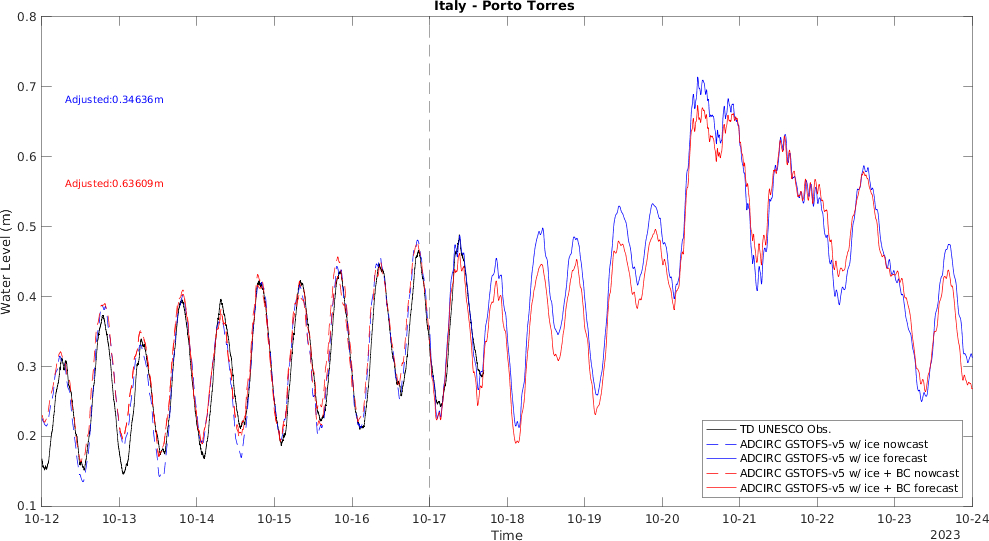 Italy - Porto Torres
0.8
0.7
0.6
0.5
0.4
0.3
0.2
0.1
Water Level (m)
Adjusted:0.34636m
Adjusted:0.63609m
TD UNESCO Obs.
ADCIRC GSTOFS-v5 w/ ice nowcast
ADCIRC GSTOFS-v5 w/ ice forecast
ADCIRC GSTOFS-v5 w/ ice + BC nowcast
ADCIRC GSTOFS-v5 w/ ice + BC forecast
10-12 10-13 10-14 10-15 10-16 10-17 10-18 10-19 10-20 10-21 10-22 10-23 10-24
Time
2023